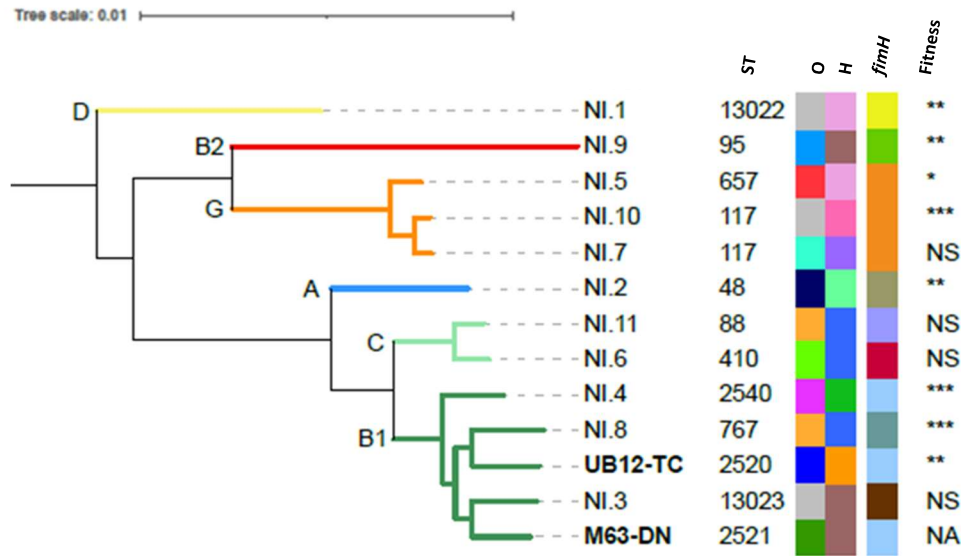 Tree scale: 0.01
ST O H fimH Fitness
D NI.1 13022 **
B2 NI.9 95 **
NI.5 657 *
G NI.10 117 ***
NI.7 117 NS
A NI.2 48 **
NI.11 88 NS
C NI.6 410 NS
NI.4 2540 ***
B1 NI.8 767 ***
UB12-TC 2520 **
NI.3 13023 NS
M63-DN 2521 NA